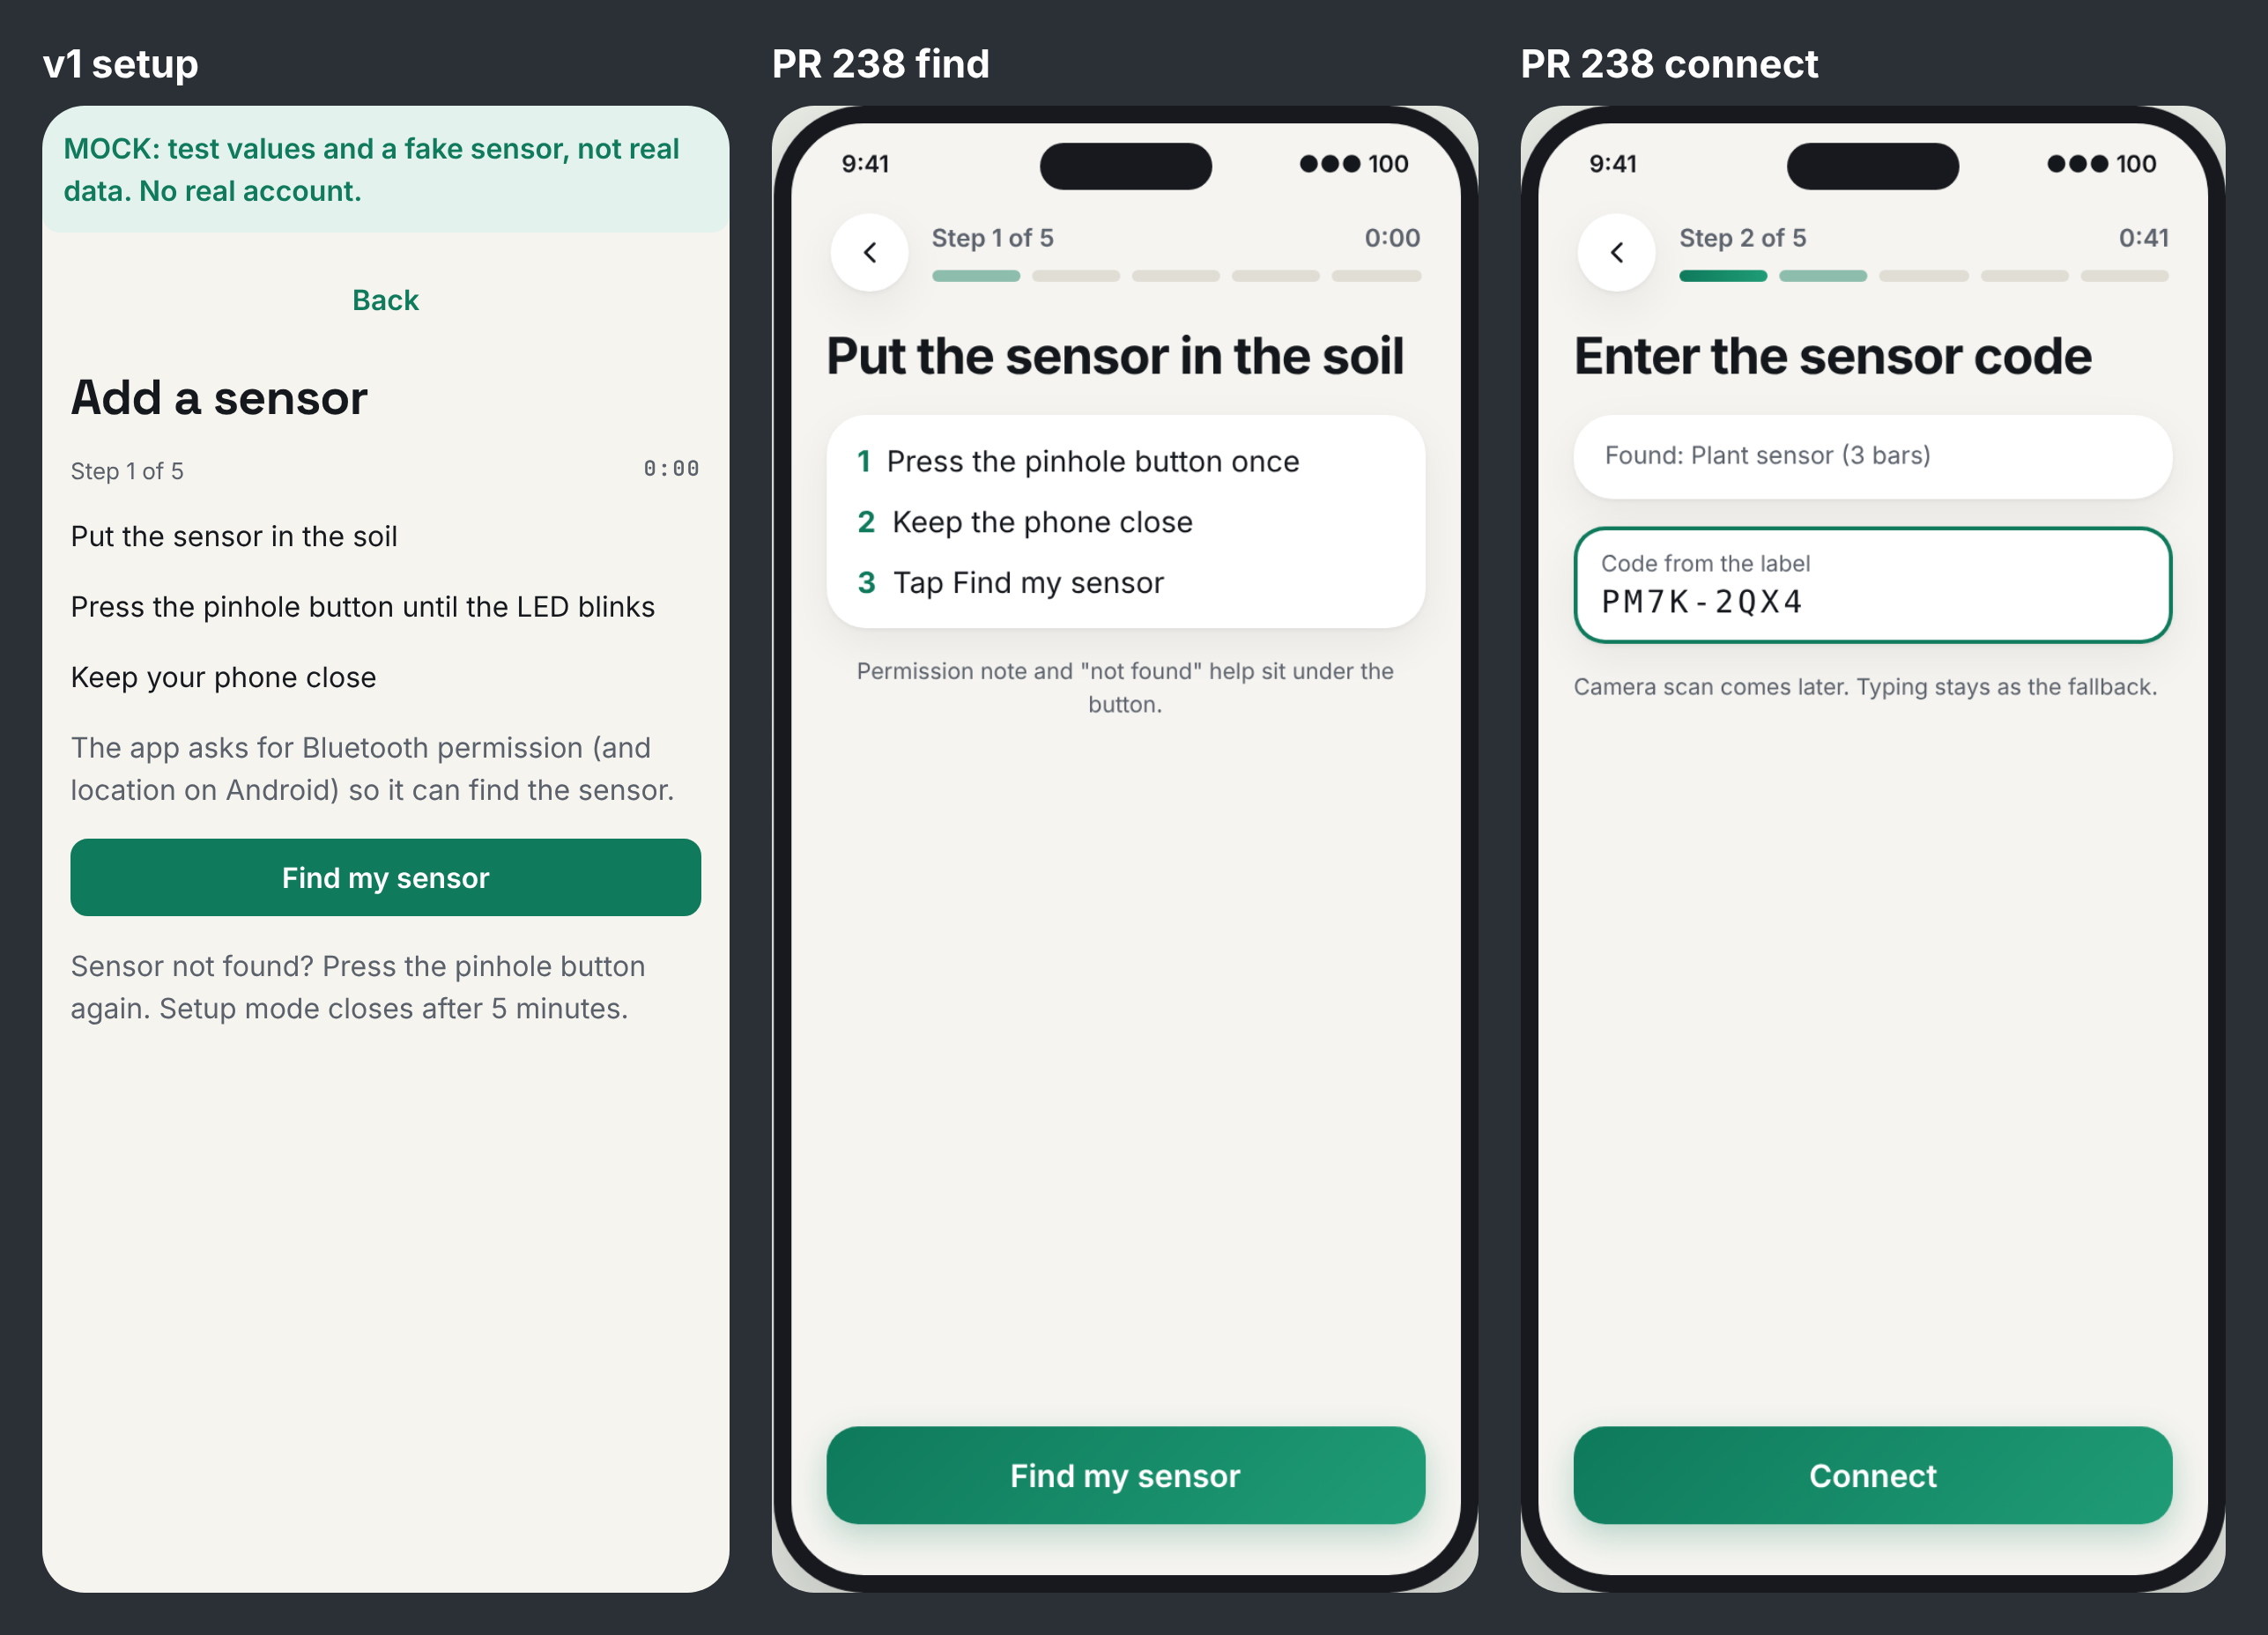 v1 setup
MOCK: test values and a fake sensor, not real
data. No real account.
Back
Add a sensor
Step 1 of 5
0:00
Put the sensor in the soil
Press the pinhole button until the LED blinks
Keep your phone close
The app asks for Bluetooth permission (and
location on Android) so it can find the sensor.
Find my sensor
Sensor not found? Press the pinhole button
again. Setup mode closes after 5 minutes.
PR 238 find
9:41
100
Step 1 of 5
0:00
Put the sensor in the soil
1 Press the pinhole button once
2 Keep the phone close
3 Tap Find my sensor
Permission note and "not found" help sit under the
button.
Find my sensor
PR 238 connect
9:41
100
Step 2 of 5
0:41
Enter the sensor code
Found: Plant sensor (3 bars)
Code from the label
PM7K-2QX4
Camera scan comes later. Typing stays as the fallback.
Connect